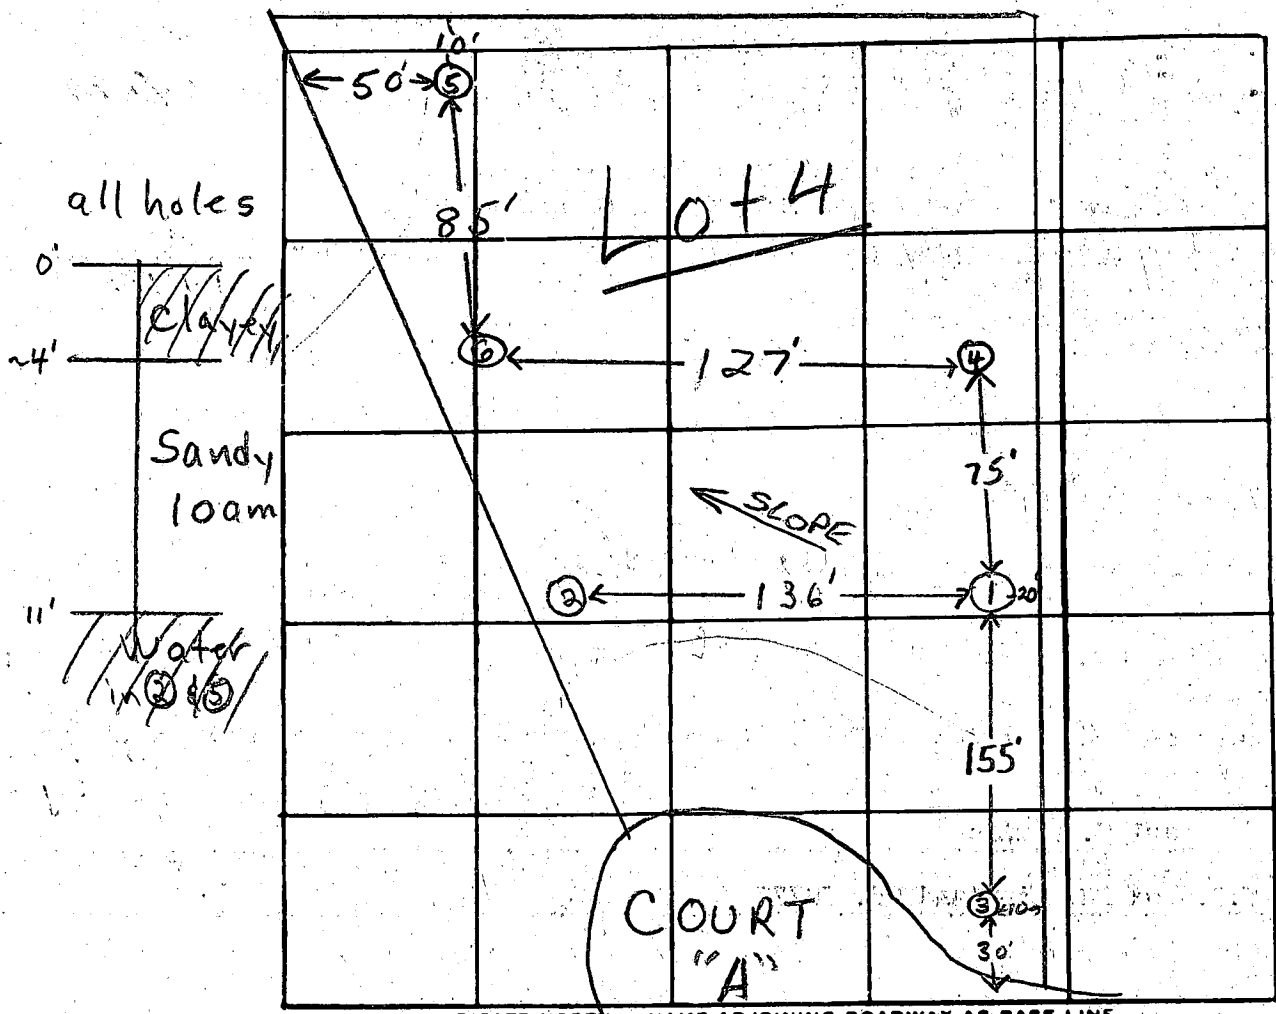 10'
50' 5
85'
Lot 4
all holes
0'
Clayey
~4'
6 127' 4
Sandy
loam
75'
SLOPE
2 136' 1 20'
11'
Water
in 2 & 5
155'
COURT
"A"
3 10
30'